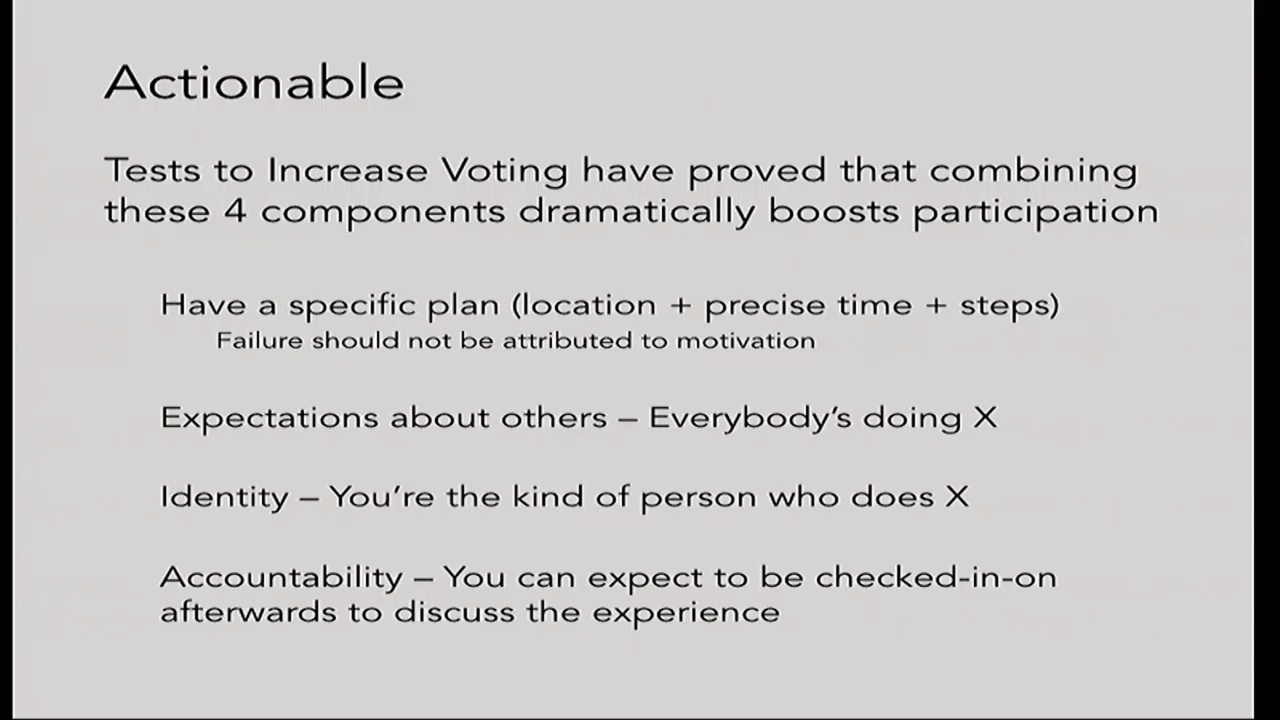 Actionable
Tests to Increase Voting have proved that combining
these 4 components dramatically boosts participation
Have a specific plan (location + precise time + steps)
Failure should not be attributed to motivation
Expectations about others – Everybody’s doing X
Identity – You’re the kind of person who does X
Accountability – You can expect to be checked-in-on
afterwards to discuss the experience